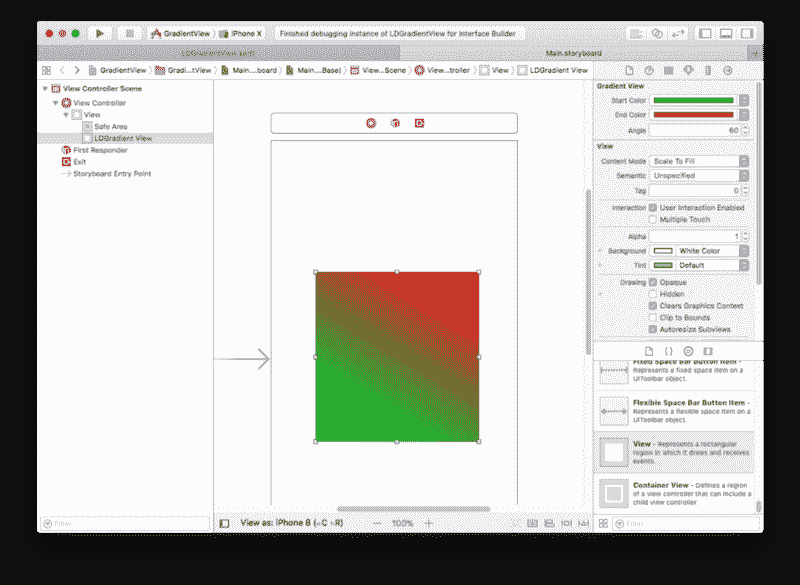 GradientView
iPhone X
Finished debugging instance of LDGradientView for Interface Builder
LDGradientView.swift
Main.storyboard
GradientView
Gradi...tView
Main....board
Main....Base)
View...Scene
View...troller
View
LDGradient View
View Controller Scene
View Controller
View
Safe Area
LDGradient View
First Responder
Exit
Storyboard Entry Point
Filter
View as: iPhone 8
100%
Gradient View
Start Color
End Color
Angle 60
View
Content Mode Scale To Fill
Semantic Unspecified
Tag 0
Interaction User Interaction Enabled
Multiple Touch
Alpha 1
Background White Color
Tint Default
Drawing Opaque
Hidden
Clears Graphics Context
Clip to Bounds
Autoresize Subviews
Fixed Space Bar Button Item -
Represents a fixed space item on a
UIToolbar object.
Flexible Space Bar Button Item -
Represents a flexible space item on a
UIToolbar object.
View - Represents a rectangular
region in which it draws and receives
events.
Container View - Defines a region
of a view controller that can include a
child view controller.
Filter